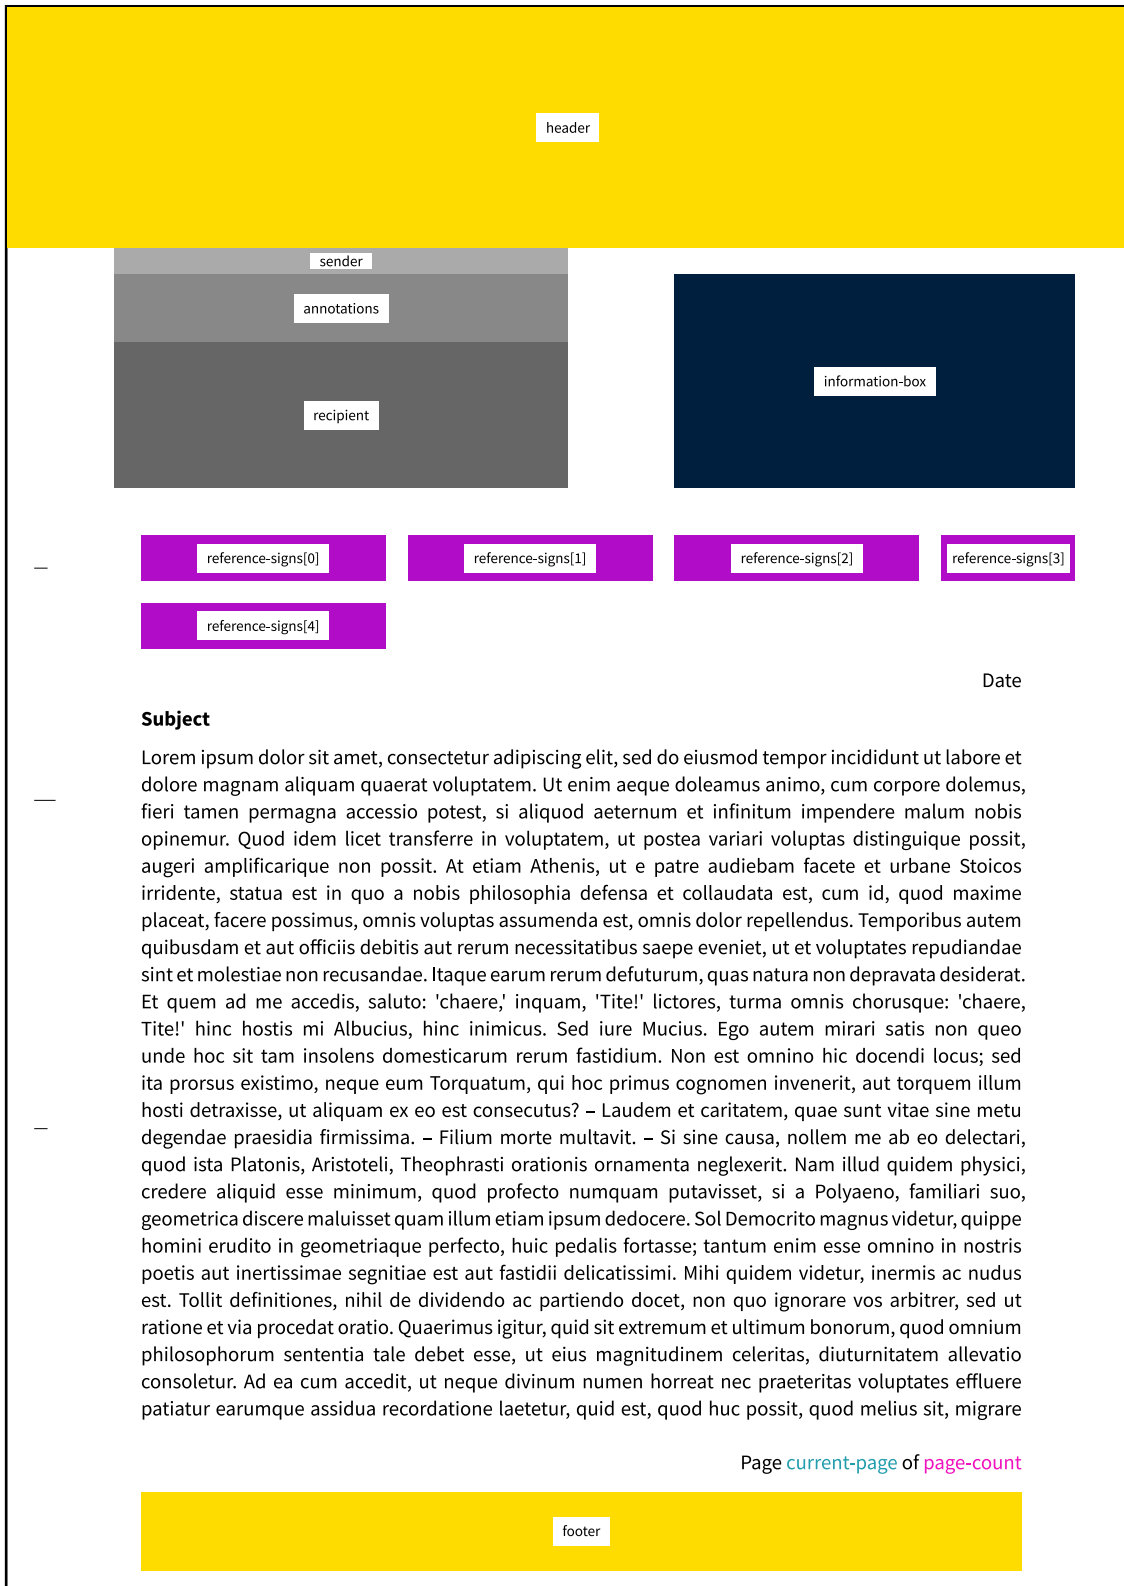 header
sender
annotations
recipient
information-box
reference-signs[0]
reference-signs[1]
reference-signs[2]
reference-signs[3]
reference-signs[4]
Date
Subject
Lorem ipsum dolor sit amet, consectetur adipiscing elit, sed do eiusmod tempor incididunt ut labore et
dolore magnam aliquam quaerat voluptatem. Ut enim aeque doleamus animo, cum corpore dolemus,
fieri tamen permagna accessio potest, si aliquod aeternum et infinitum impendere malum nobis
opinemur. Quod idem licet transferre in voluptatem, ut postea variari voluptas distinguique possit,
augeri amplificarique non possit. At etiam Athenis, ut e patre audiebam facete et urbane Stoicos
irridente, statua est in quo a nobis philosophia defensa et collaudata est, cum id, quod maxime
placeat, facere possimus, omnis voluptas assumenda est, omnis dolor repellendus. Temporibus autem
quibusdam et aut officiis debitis aut rerum necessitatibus saepe eveniet, ut et voluptates repudiandae
sint et molestiae non recusandae. Itaque earum rerum defuturum, quas natura non depravata desiderat.
Et quem ad me accedis, saluto: 'chaere,' inquam, 'Tite!' lictores, turma omnis chorusque: 'chaere,
Tite!' hinc hostis mi Albucius, hinc inimicus. Sed iure Mucius. Ego autem mirari satis non queo
unde hoc sit tam insolens domesticarum rerum fastidium. Non est omnino hic docendi locus; sed
ita prorsus existimo, neque eum Torquatum, qui hoc primus cognomen invenerit, aut torquem illum
hosti detraxisse, ut aliquam ex eo est consecutus? – Laudem et caritatem, quae sunt vitae sine metu
degendae praesidia firmissima. – Filium morte multavit. – Si sine causa, nollem me ab eo delectari,
quod ista Platonis, Aristoteli, Theophrasti orationis ornamenta neglexerit. Nam illud quidem physici,
credere aliquid esse minimum, quod profecto numquam putavisset, si a Polyaeno, familiari suo,
geometrica discere maluisset quam illum etiam ipsum dedocere. Sol Democrito magnus videtur, quippe
homini erudito in geometriaque perfecto, huic pedalis fortasse; tantum enim esse omnino in nostris
poetis aut inertissimae segnitiae est aut fastidii delicatissimi. Mihi quidem videtur, inermis ac nudus
est. Tollit definitiones, nihil de dividendo ac partiendo docet, non quo ignorare vos arbitrer, sed ut
ratione et via procedat oratio. Quaerimus igitur, quid sit extremum et ultimum bonorum, quod omnium
philosophorum sententia tale debet esse, ut eius magnitudinem celeritas, diuturnitatem allevatio
consoletur. Ad ea cum accedit, ut neque divinum numen horreat nec praeteritas voluptates effluere
patiatur earumque assidua recordatione laetetur, quid est, quod huc possit, quod melius sit, migrare
Page current-page of page-count
footer